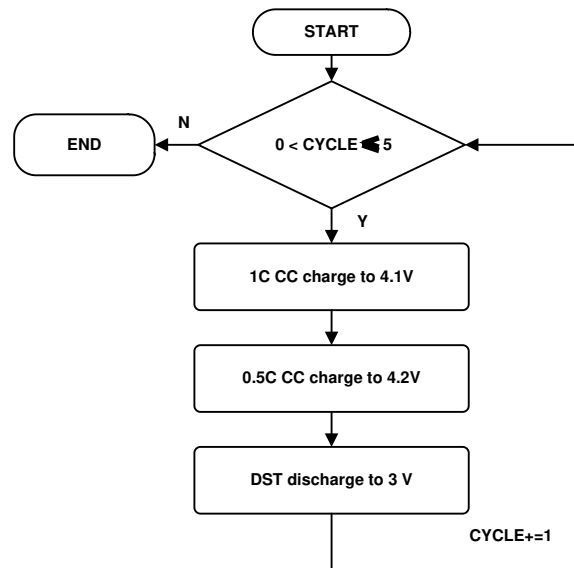 START
N
END
0 < CYCLE ≤ 5
Y
1C CC charge to 4.1V
0.5C CC charge to 4.2V
DST discharge to 3 V
CYCLE+=1